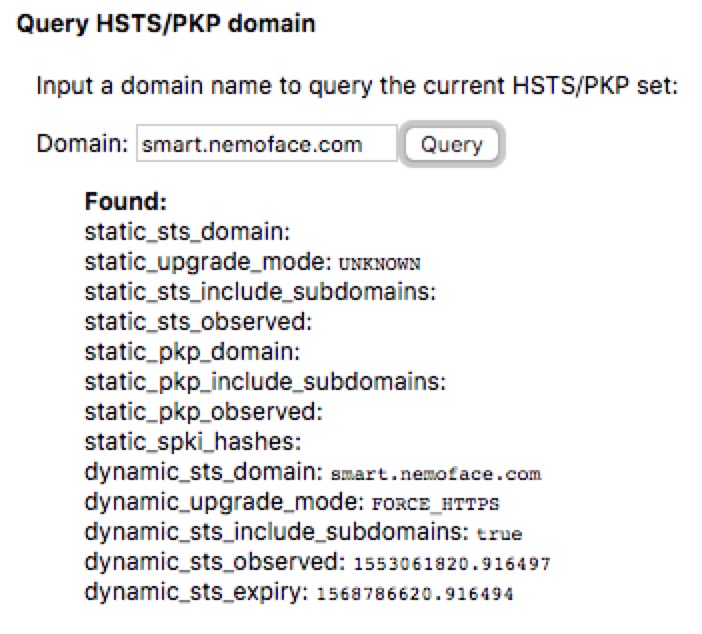 Query HSTS/PKP domain
Input a domain name to query the current HSTS/PKP set:
Domain: smart.nemoface.com Query
Found:
static_sts_domain:
static_upgrade_mode: UNKNOWN
static_sts_include_subdomains:
static_sts_observed:
static_pkp_domain:
static_pkp_include_subdomains:
static_pkp_observed:
static_spki_hashes:
dynamic_sts_domain: smart.nemoface.com
dynamic_upgrade_mode: FORCE_HTTPS
dynamic_sts_include_subdomains: true
dynamic_sts_observed: 1553061820.916497
dynamic_sts_expiry: 1568786620.916494